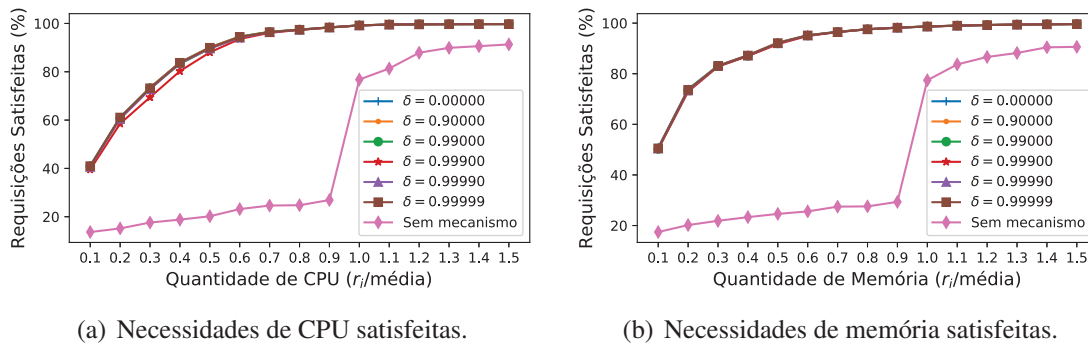 Requisições Satisfeitas (%)
100
80
60
40
20
δ = 0.00000
δ = 0.90000
δ = 0.99000
δ = 0.99900
δ = 0.99990
δ = 0.99999
Sem mecanismo
0.1 0.2 0.3 0.4 0.5 0.6 0.7 0.8 0.9 1.0 1.1 1.2 1.3 1.4 1.5
Quantidade de CPU (ri/média)
(a) Necessidades de CPU satisfeitas.
Requisições Satisfeitas (%)
100
80
60
40
20
δ = 0.00000
δ = 0.90000
δ = 0.99000
δ = 0.99900
δ = 0.99990
δ = 0.99999
Sem mecanismo
0.1 0.2 0.3 0.4 0.5 0.6 0.7 0.8 0.9 1.0 1.1 1.2 1.3 1.4 1.5
Quantidade de Memória (ri/média)
(b) Necessidades de memória satisfeitas.